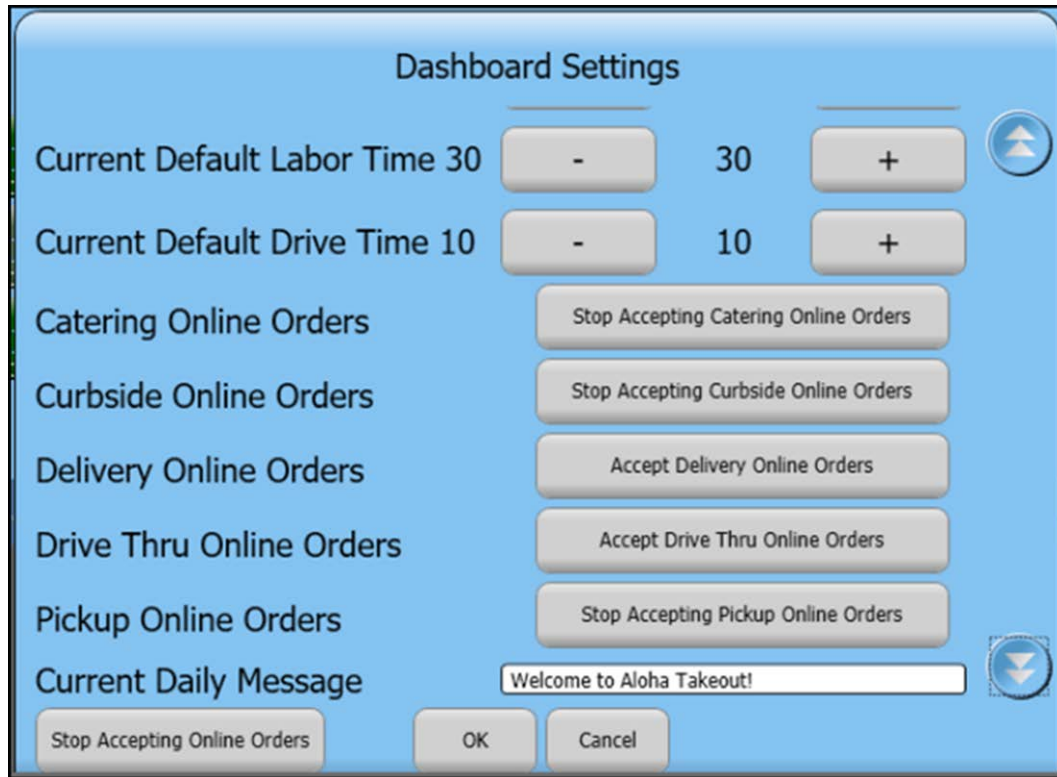 Dashboard Settings
Current Default Labor Time 30 - 30 +
Current Default Drive Time 10 - 10 +
Catering Online Orders Stop Accepting Catering Online Orders
Curbside Online Orders Stop Accepting Curbside Online Orders
Delivery Online Orders Accept Delivery Online Orders
Drive Thru Online Orders Accept Drive Thru Online Orders
Pickup Online Orders Stop Accepting Pickup Online Orders
Current Daily Message Welcome to Aloha Takeout!
Stop Accepting Online Orders OK Cancel